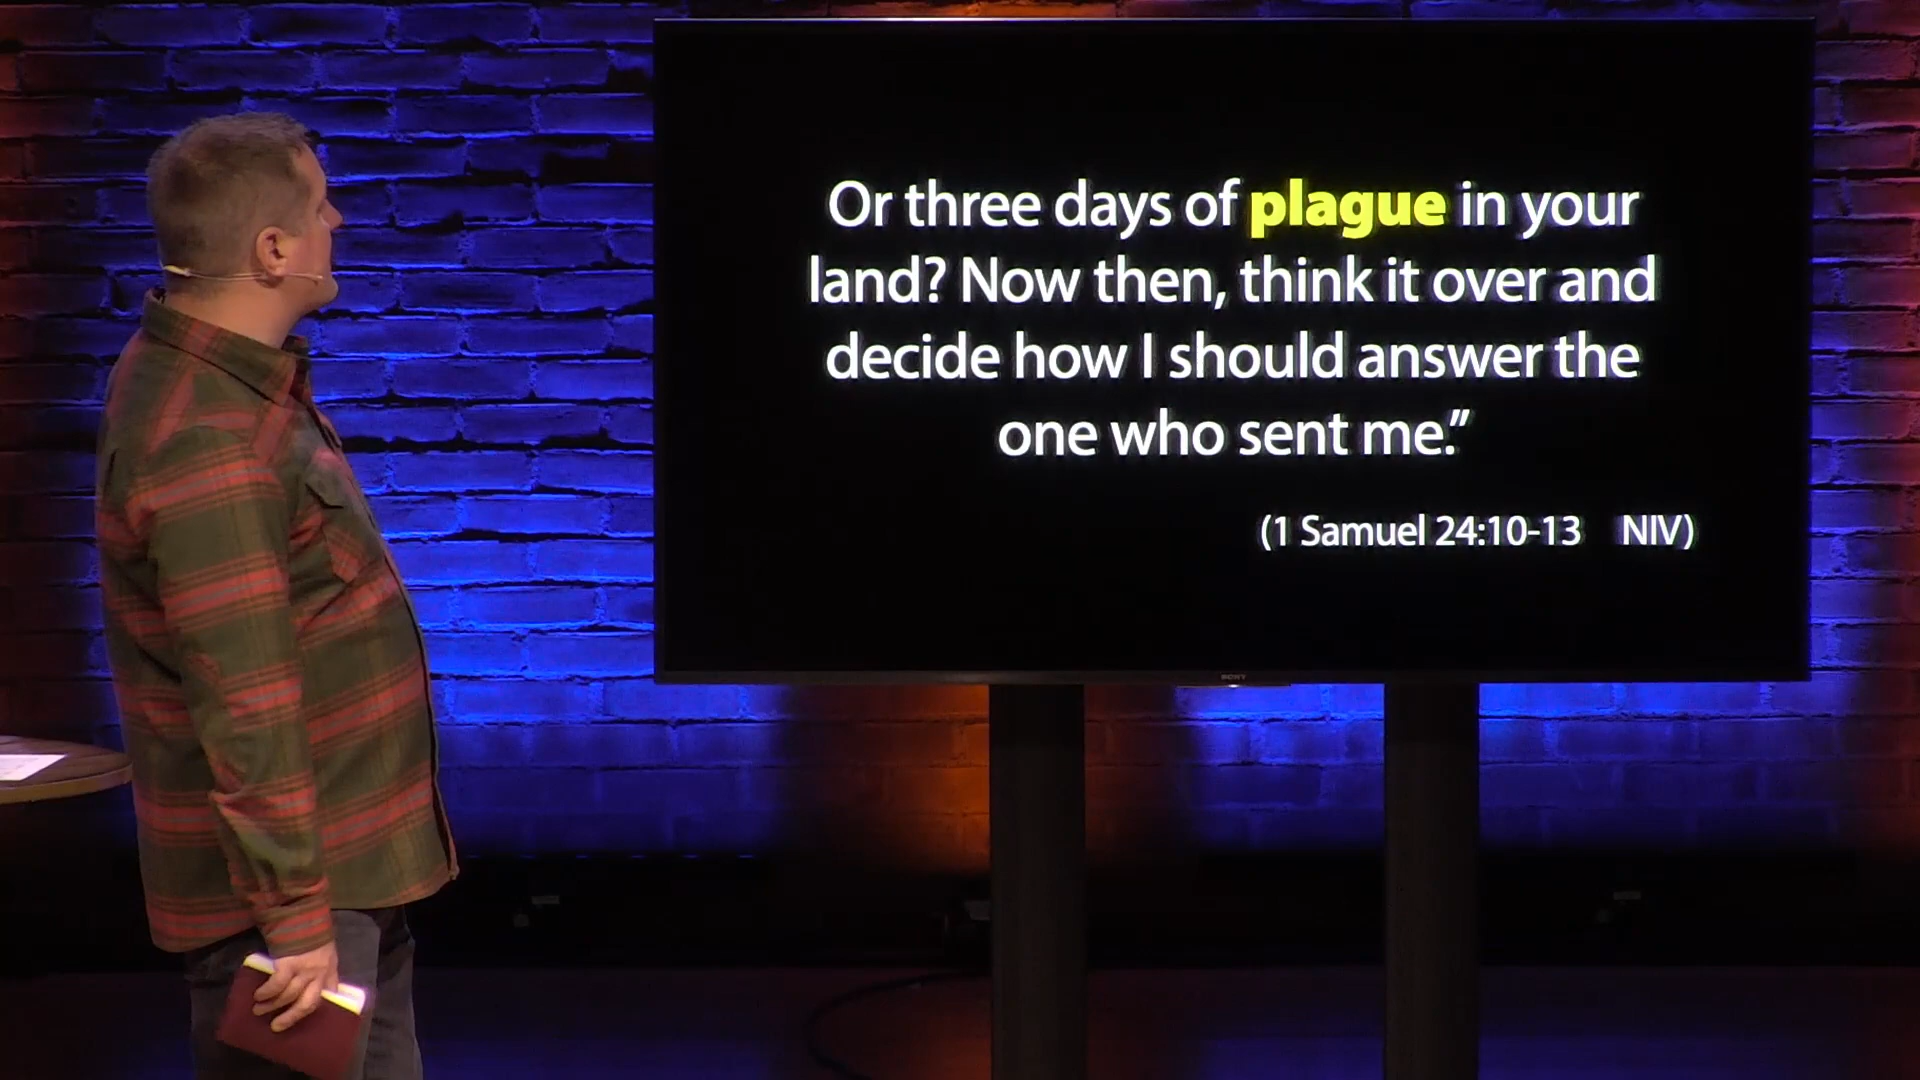 Or three days of plague in your
land? Now then, think it over and
decide how I should answer the
one who sent me.”
(1 Samuel 24:10-13 NIV)
SONY